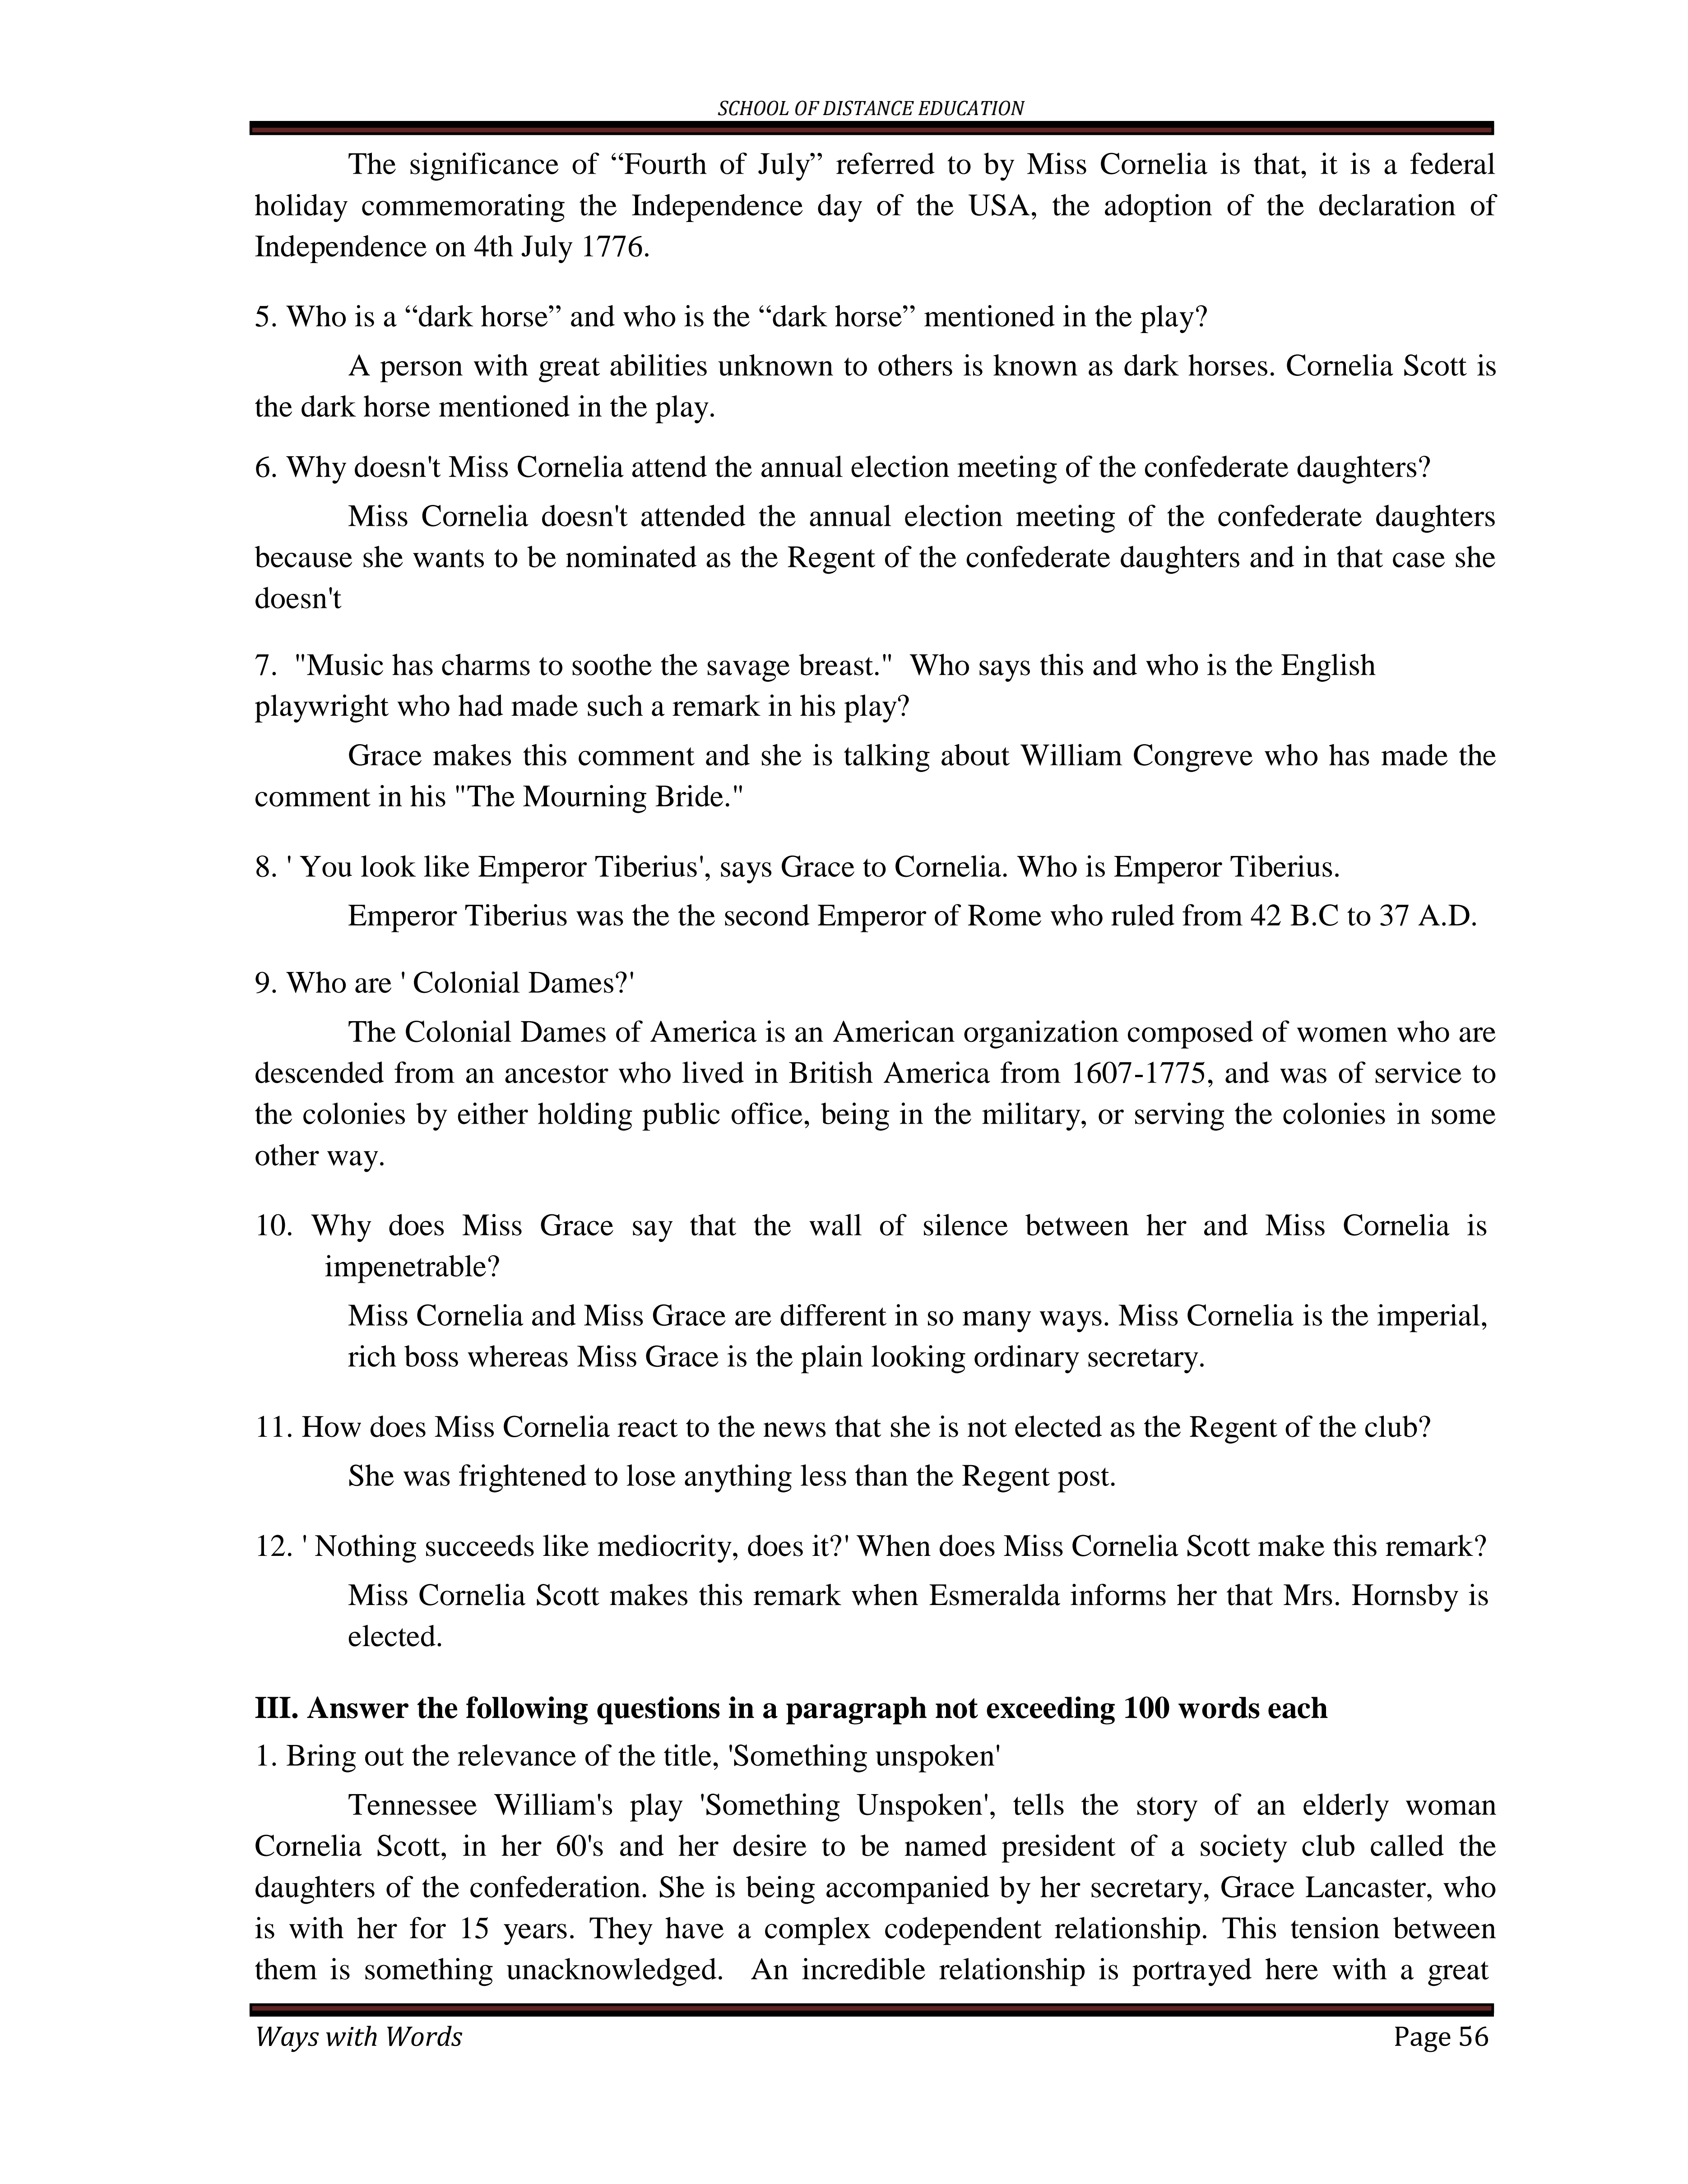 SCHOOL OF DISTANCE EDUCATION
The significance of “Fourth of July” referred to by Miss Cornelia is that, it is a federal
holiday commemorating the Independence day of the USA, the adoption of the declaration of
Independence on 4th July 1776.
5. Who is a “dark horse” and who is the “dark horse” mentioned in the play?
A person with great abilities unknown to others is known as dark horses. Cornelia Scott is
the dark horse mentioned in the play.
6. Why doesn't Miss Cornelia attend the annual election meeting of the confederate daughters?
Miss Cornelia doesn't attended the annual election meeting of the confederate daughters
because she wants to be nominated as the Regent of the confederate daughters and in that case she
doesn't
7. "Music has charms to soothe the savage breast." Who says this and who is the English
playwright who had made such a remark in his play?
Grace makes this comment and she is talking about William Congreve who has made the
comment in his "The Mourning Bride."
8. ' You look like Emperor Tiberius', says Grace to Cornelia. Who is Emperor Tiberius.
Emperor Tiberius was the the second Emperor of Rome who ruled from 42 B.C to 37 A.D.
9. Who are ' Colonial Dames?'
The Colonial Dames of America is an American organization composed of women who are
descended from an ancestor who lived in British America from 1607-1775, and was of service to
the colonies by either holding public office, being in the military, or serving the colonies in some
other way.
10. Why does Miss Grace say that the wall of silence between her and Miss Cornelia is
impenetrable?
Miss Cornelia and Miss Grace are different in so many ways. Miss Cornelia is the imperial,
rich boss whereas Miss Grace is the plain looking ordinary secretary.
11. How does Miss Cornelia react to the news that she is not elected as the Regent of the club?
She was frightened to lose anything less than the Regent post.
12. ' Nothing succeeds like mediocrity, does it?' When does Miss Cornelia Scott make this remark?
Miss Cornelia Scott makes this remark when Esmeralda informs her that Mrs. Hornsby is
elected.
III. Answer the following questions in a paragraph not exceeding 100 words each
1. Bring out the relevance of the title, 'Something unspoken'
Tennessee William's play 'Something Unspoken', tells the story of an elderly woman
Cornelia Scott, in her 60's and her desire to be named president of a society club called the
daughters of the confederation. She is being accompanied by her secretary, Grace Lancaster, who
is with her for 15 years. They have a complex codependent relationship. This tension between
them is something unacknowledged. An incredible relationship is portrayed here with a great
Ways with Words Page 56